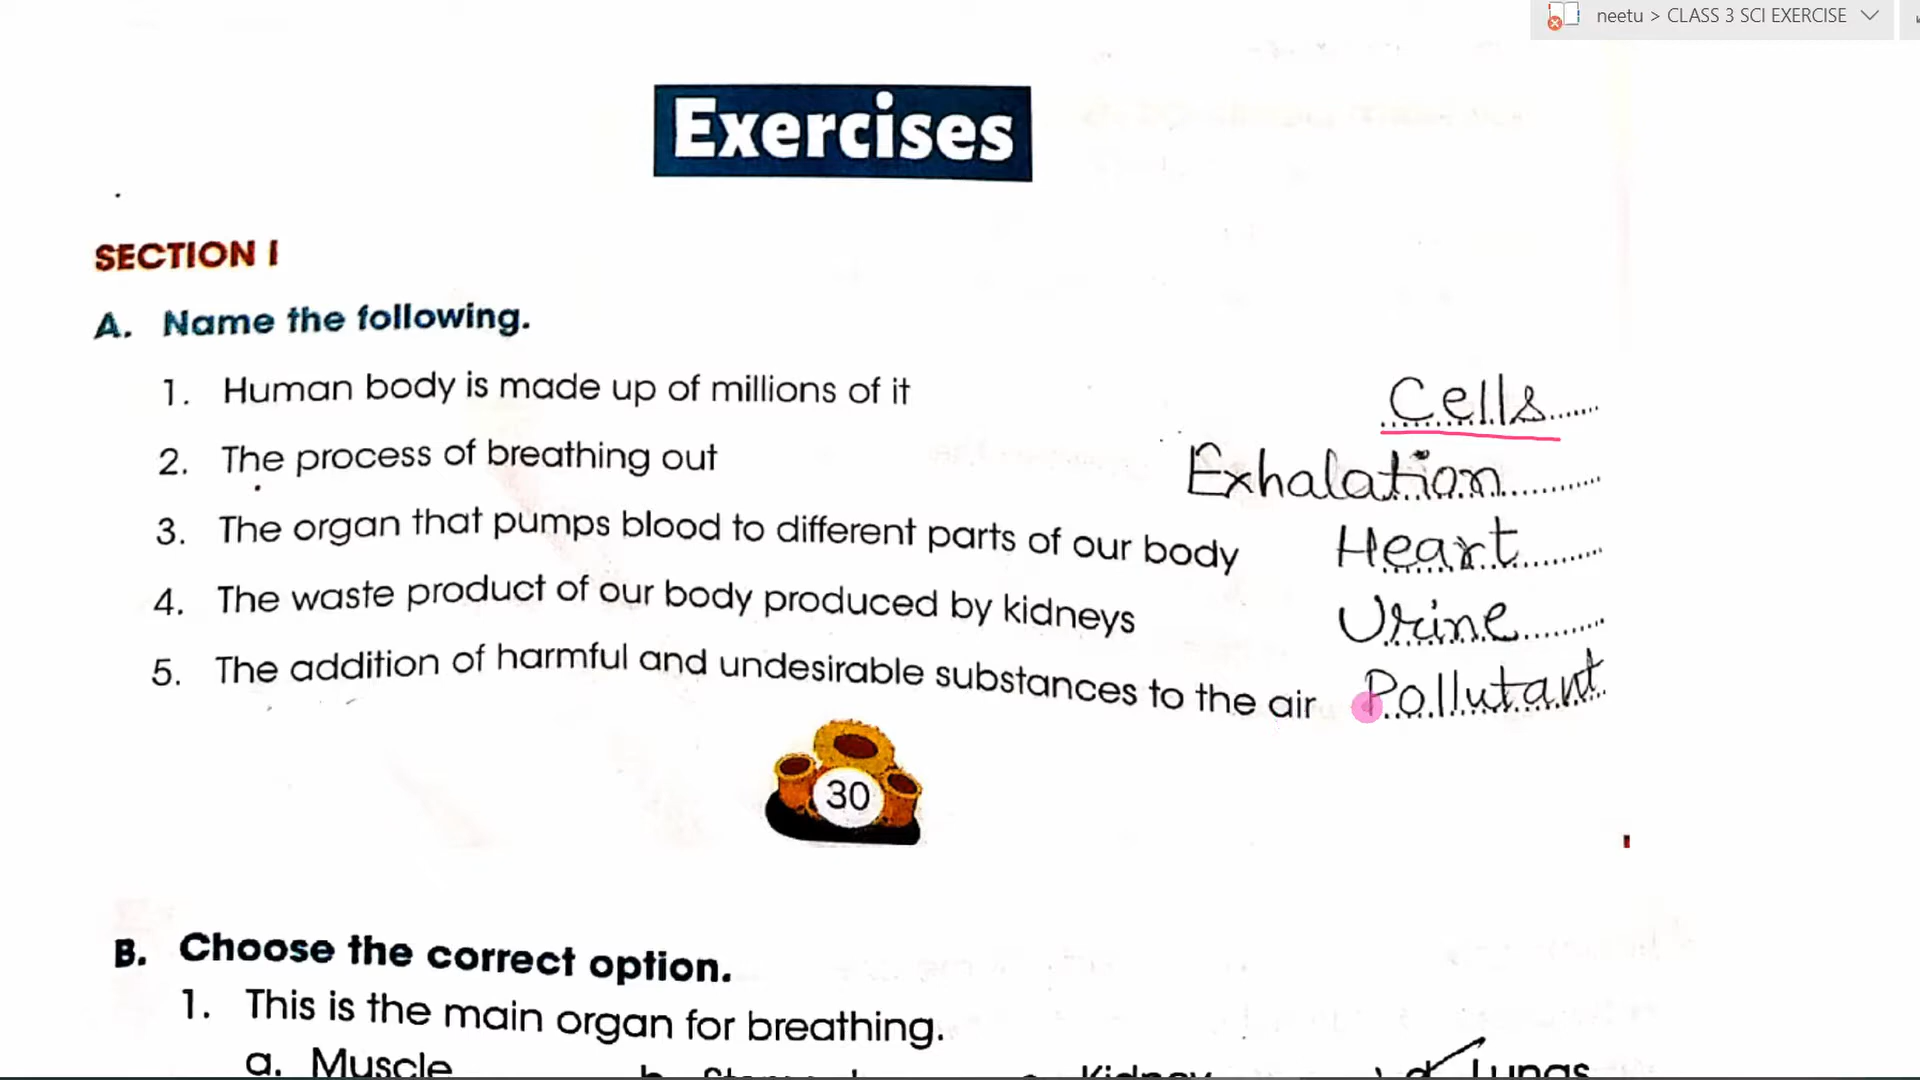 neetu > CLASS 3 SCI EXERCISE
Exercises
SECTION I
A. Name the following.
1. Human body is made up of millions of it Cells
2. The process of breathing out Exhalation
3. The organ that pumps blood to different parts of our body Heart
4. The waste product of our body produced by kidneys Urine
5. The addition of harmful and undesirable substances to the air Pollutant
30
B. Choose the correct option.
1. This is the main organ for breathing.
a. Muscle Kidney Lungs